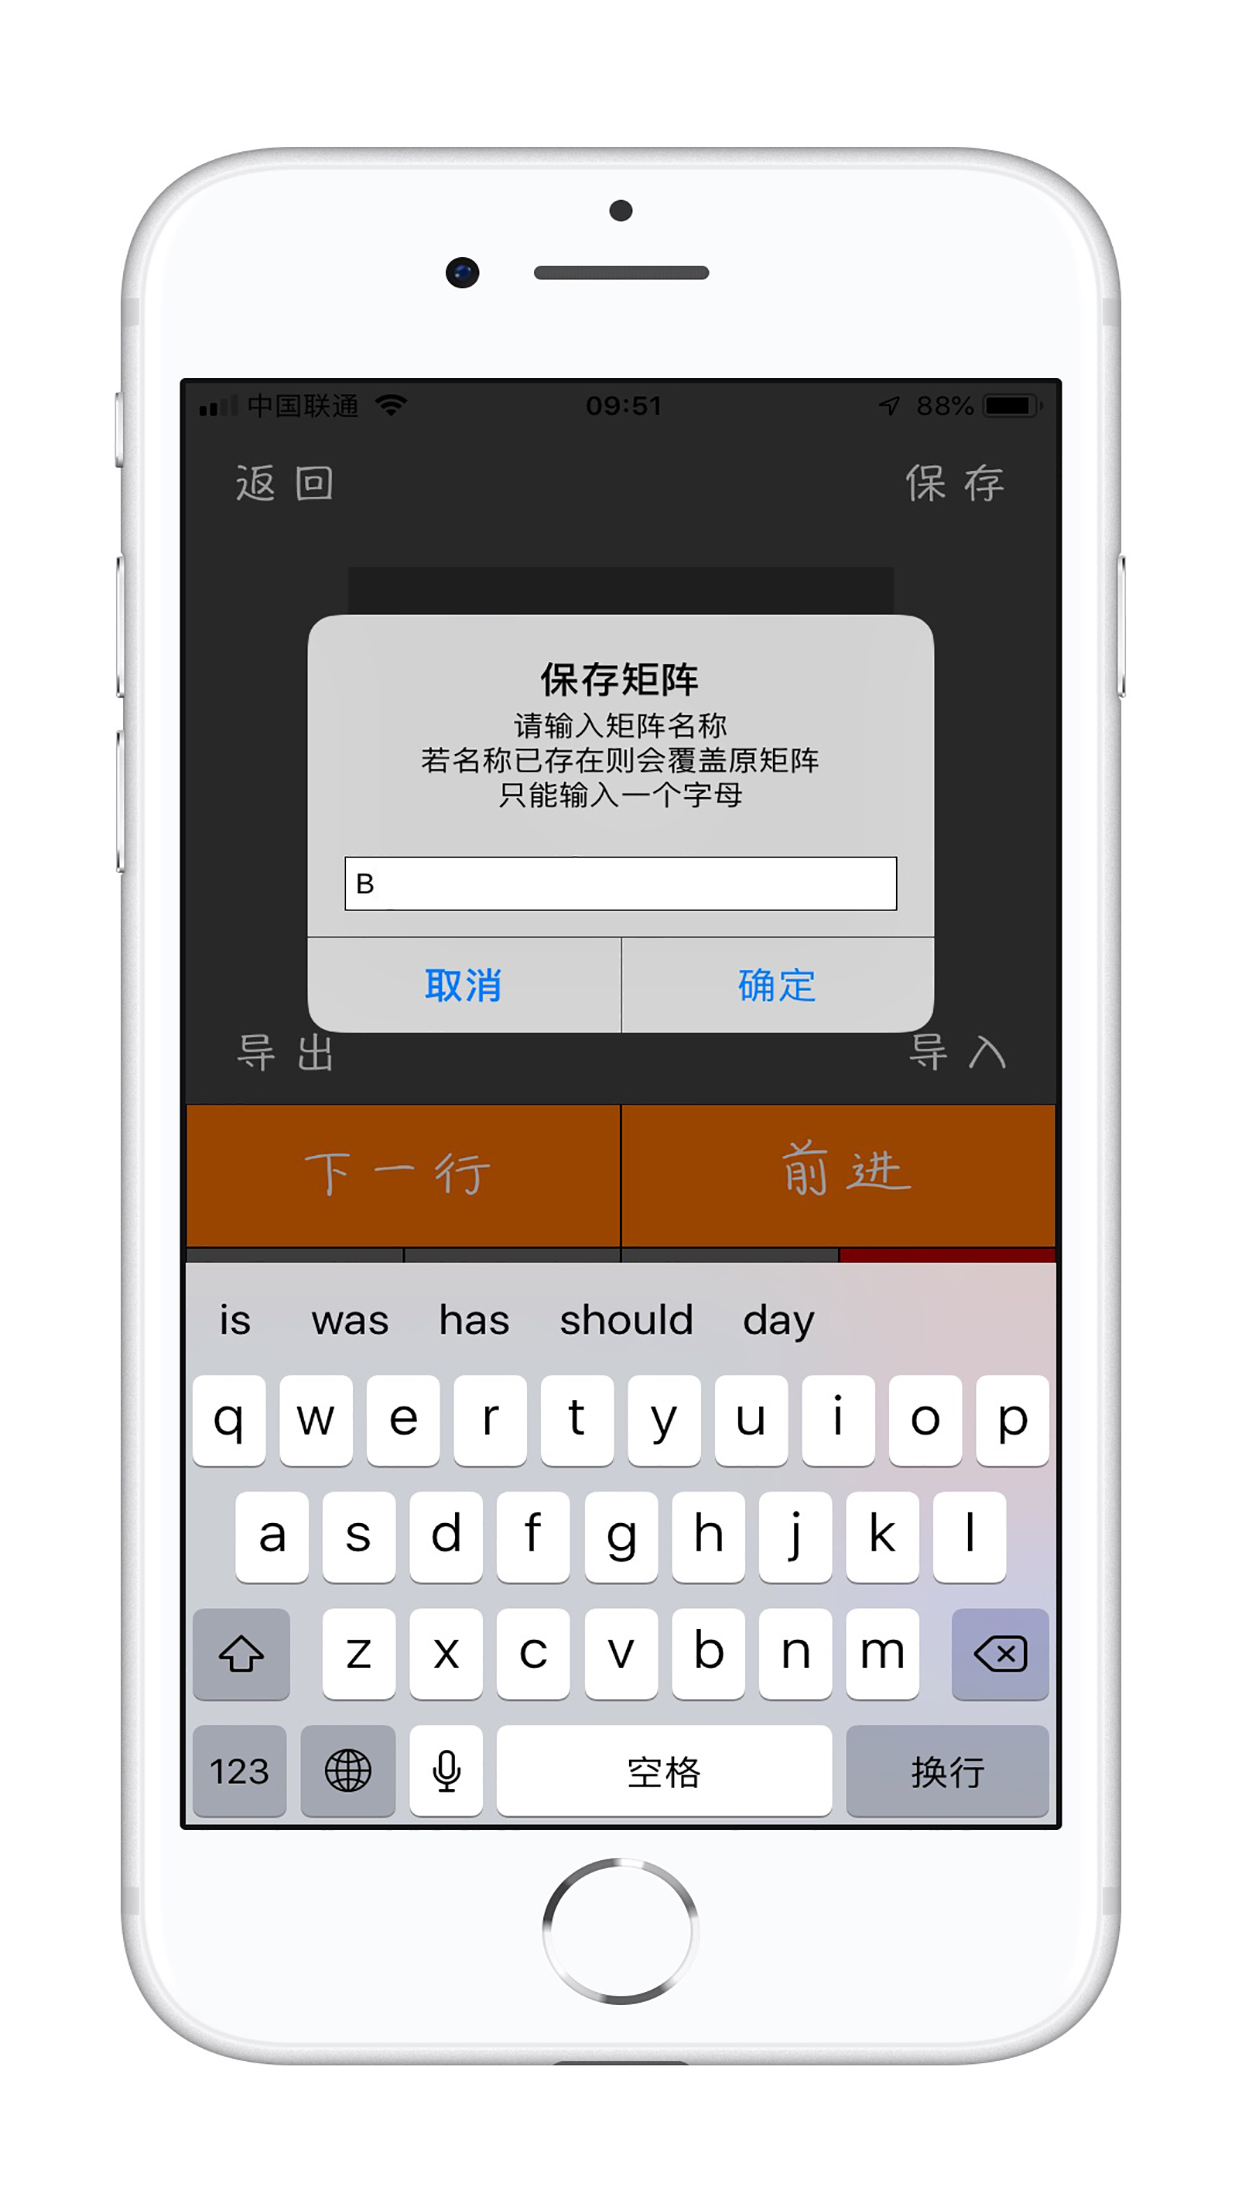 中国联通 09:51 88%
返回 保存
保存矩阵
请输入矩阵名称
若名称已存在则会覆盖原矩阵
只能输入一个字母
B
取消 确定
导出 导入
下一行 前进
is was has should day
q w e r t y u i o p
a s d f g h j k l
z x c v b n m
123 空格 换行